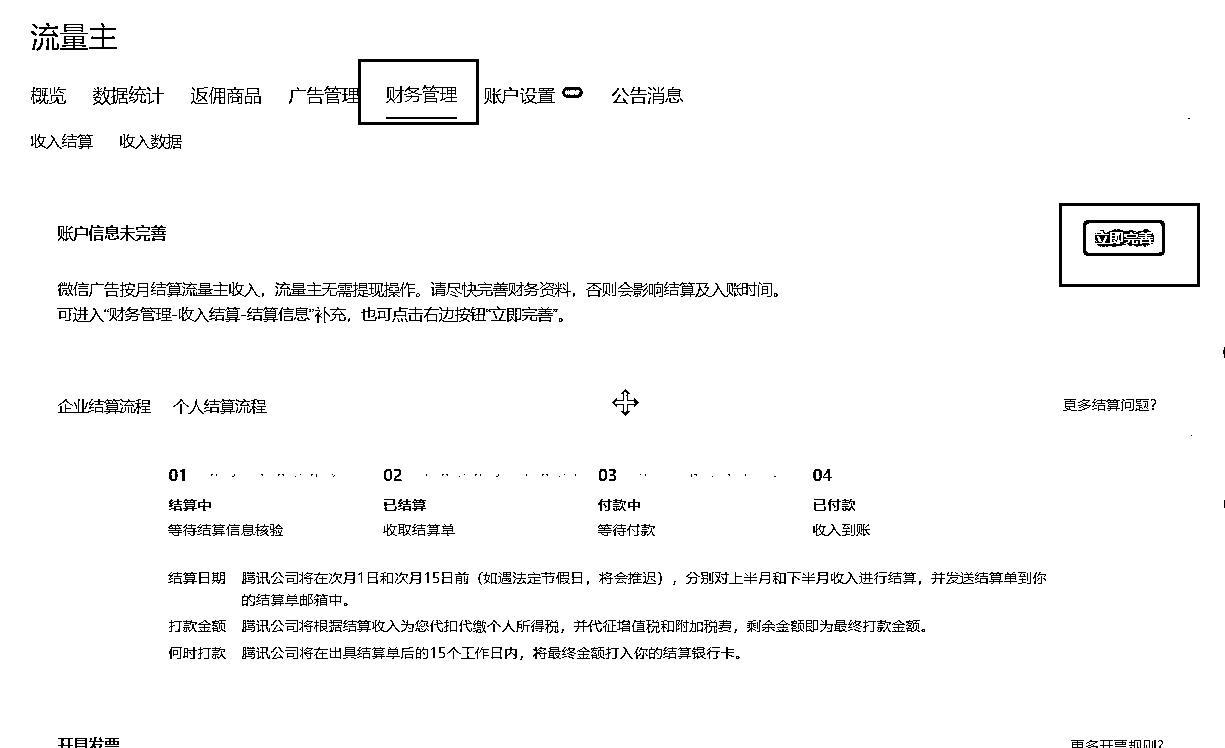 流量主
概览 数据统计 返佣商品 广告管理 财务管理 账户设置 公告消息
收入结算 收入数据
账户信息未完善
立即完善
微信广告按月结算流量主收入，流量主无需提现操作。请尽快完善财务资料，否则会影响结算及入账时间。
可进入“财务管理-收入结算-结算信息”补充，也可点击右边按钮“立即完善”。
企业结算流程 个人结算流程 更多结算问题?
01 02 03 04
结算中 已结算 付款中 已付款
等待结算信息核验 收取结算单 等待付款 收入到账
结算日期 腾讯公司将在次月1日和次月15日前（如遇法定节假日，将会推迟），分别对上半月和下半月收入进行结算，并发送结算单到你
的结算单邮箱中。
打款金额 腾讯公司将根据结算收入为您代扣代缴个人所得税，并代征增值税和附加税费，剩余金额即为最终打款金额。
何时打款 腾讯公司将在出具结算单后的15个工作日内，将最终金额打入你的结算银行卡。
开具发票 更多开票规则?